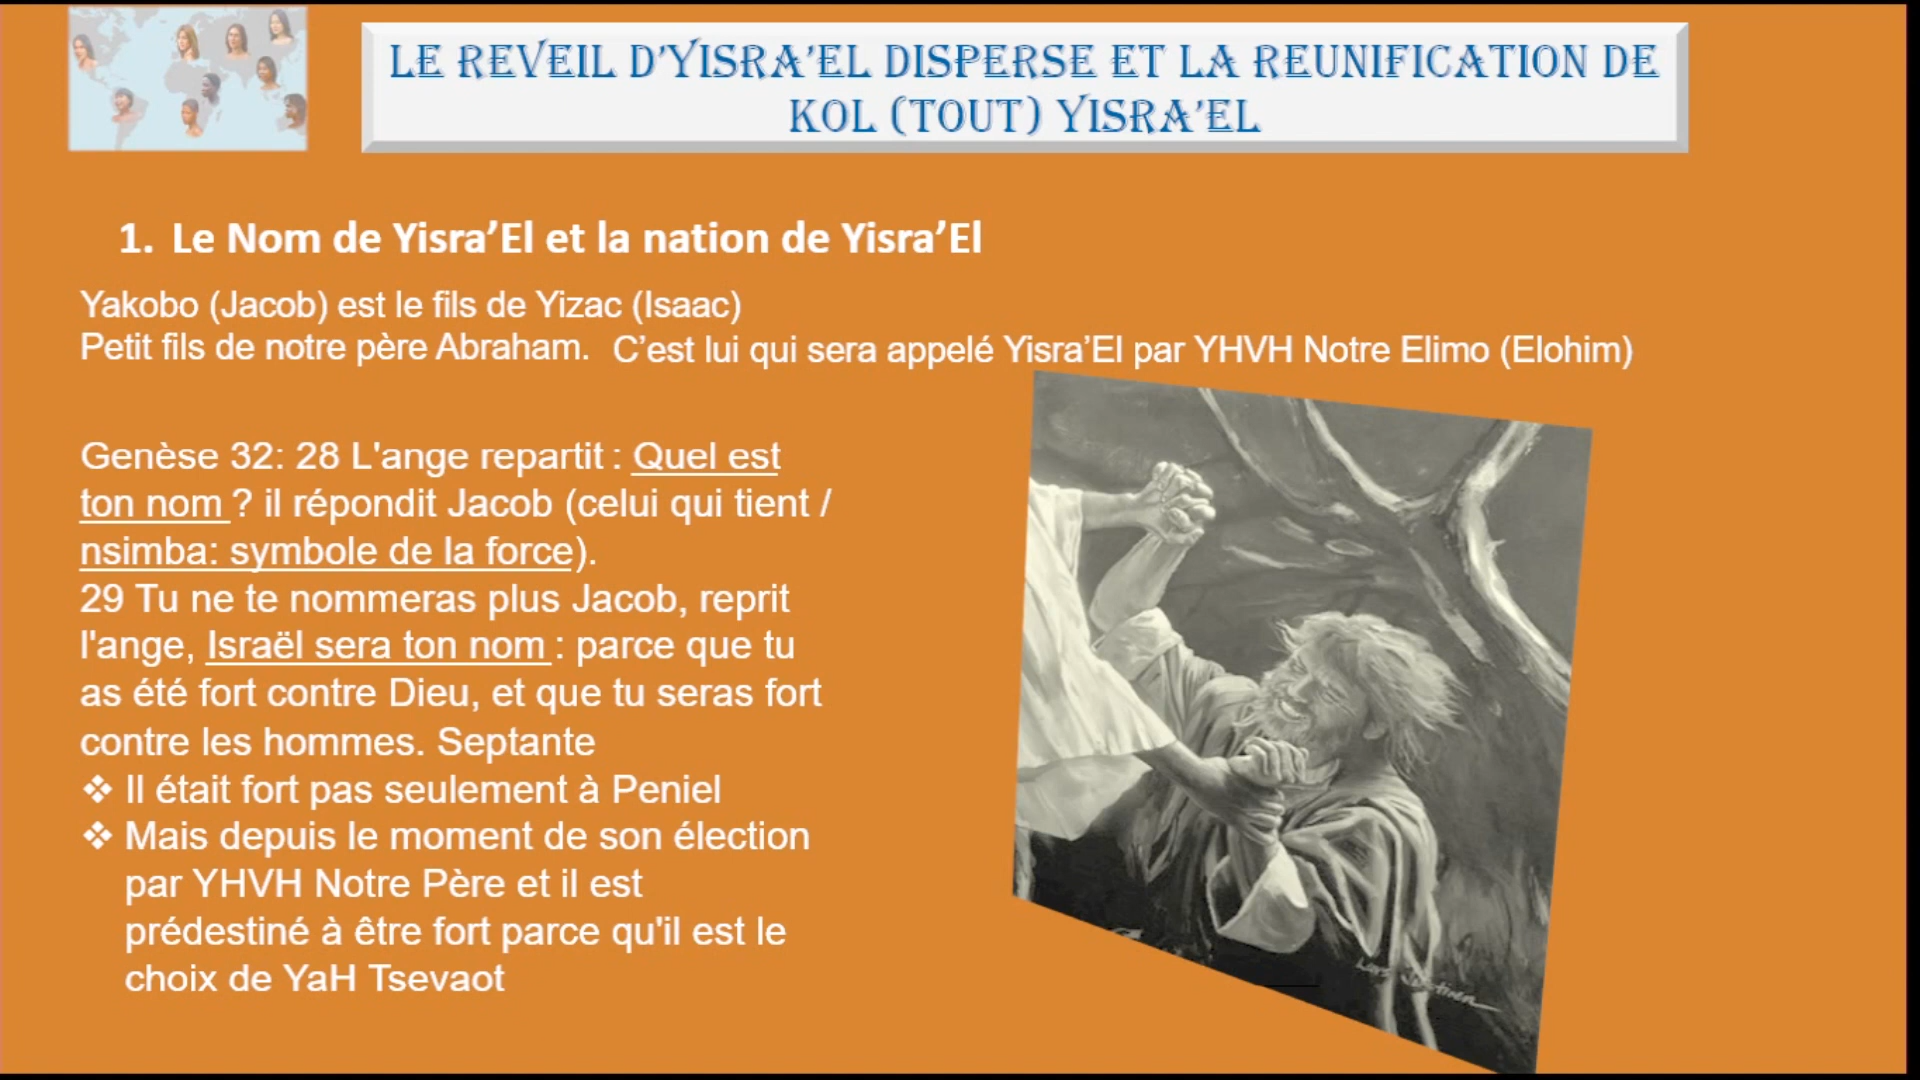 LE REVEIL D'YISRA'EL DISPERSE ET LA REUNIFICATION DE
KOL (TOUT) YISRA'EL
1. Le Nom de Yisra’El et la nation de Yisra’El
Yakobo (Jacob) est le fils de Yizac (Isaac)
Petit fils de notre père Abraham. C’est lui qui sera appelé Yisra’El par YHVH Notre Elimo (Elohim)
Genèse 32: 28 L'ange repartit : Quel est
ton nom ? il répondit Jacob (celui qui tient /
nsimba: symbole de la force).
29 Tu ne te nommeras plus Jacob, reprit
l'ange, Israël sera ton nom : parce que tu
as été fort contre Dieu, et que tu seras fort
contre les hommes. Septante
❖ Il était fort pas seulement à Peniel
❖ Mais depuis le moment de son élection
par YHVH Notre Père et il est
prédestiné à être fort parce qu'il est le
choix de YaH Tsevaot